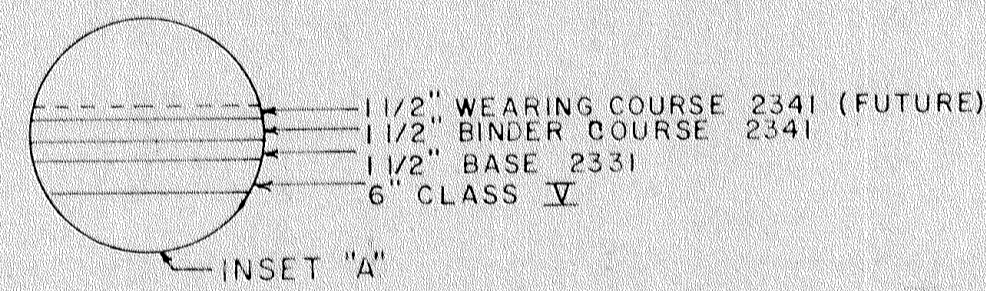 1 1/2" WEARING COURSE 2341 (FUTURE)
1 1/2" BINDER COURSE 2341
1 1/2" BASE 2331
6" CLASS V
INSET "A"